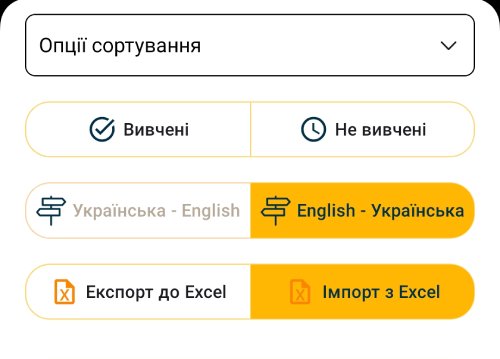 Опції сортування
Вивчені
Не вивчені
Українська - English
English - Українська
Експорт до Excel
Імпорт з Excel